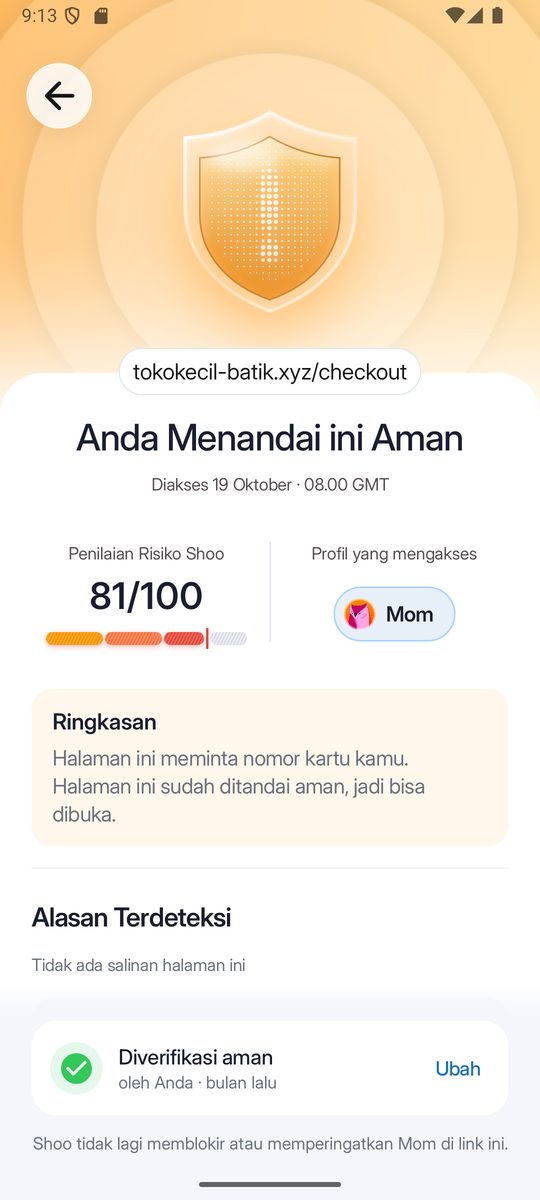 9:13
tokokecil-batik.xyz/checkout
Anda Menandai ini Aman
Diakses 19 Oktober · 08.00 GMT
Penilaian Risiko Shoo
81/100
Profil yang mengakses
Mom
Ringkasan
Halaman ini meminta nomor kartu kamu.
Halaman ini sudah ditandai aman, jadi bisa
dibuka.
Alasan Terdeteksi
Tidak ada salinan halaman ini
Diverifikasi aman
oleh Anda · bulan lalu
Ubah
Shoo tidak lagi memblokir atau memperingatkan Mom di link ini.